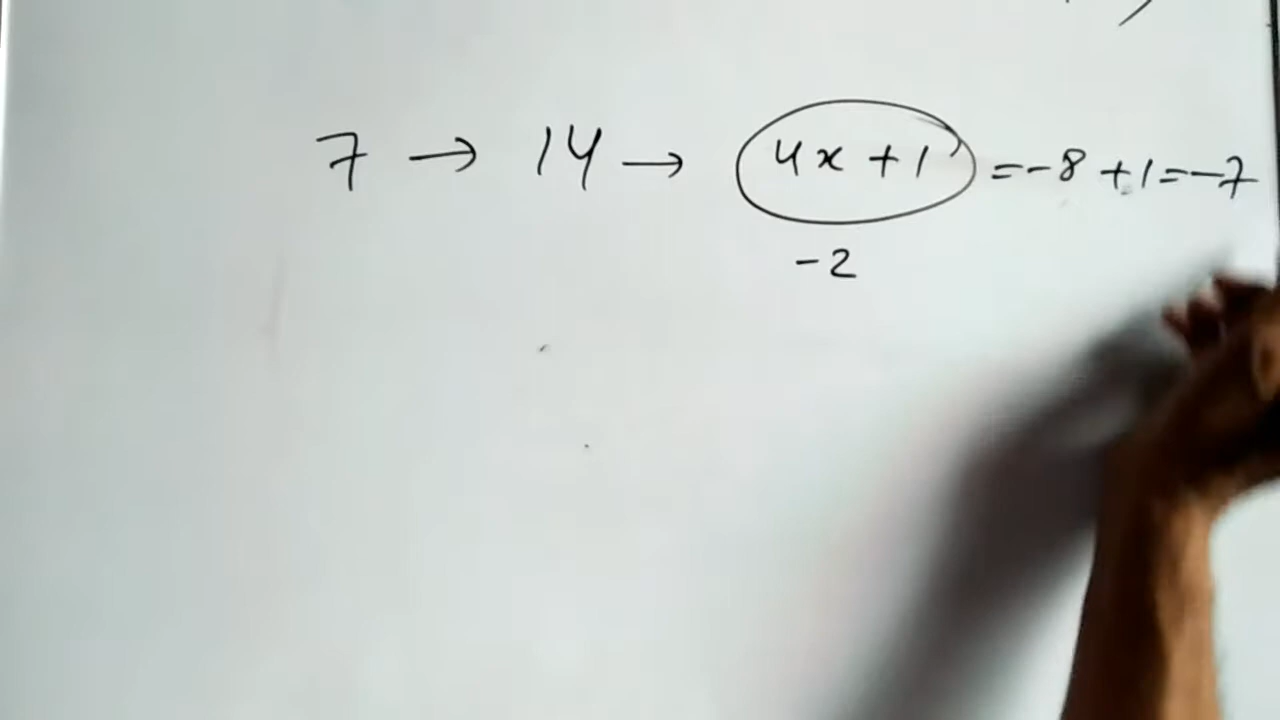 7 → 14 → 4x + 1 = -8 + 1 = -7
-2